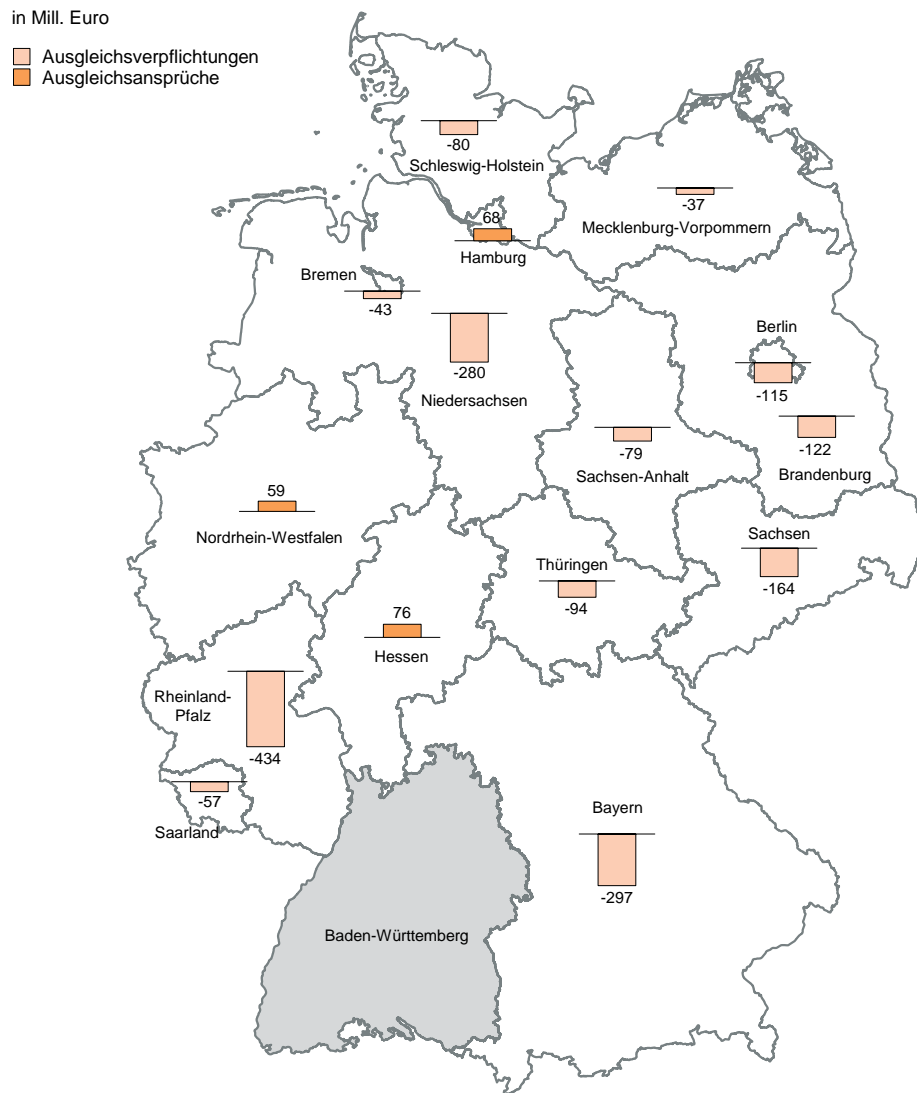 in Mill. Euro
Ausgleichsverpflichtungen
Ausgleichsansprüche
-80
Schleswig-Holstein
-37
Mecklenburg-Vorpommern
68
Hamburg
Bremen
-43
-280
Niedersachsen
Berlin
-115
-122
Brandenburg
-79
Sachsen-Anhalt
59
Nordrhein-Westfalen
Sachsen
-164
Thüringen
-94
76
Hessen
Rheinland-
Pfalz
-434
-57
Saarland
Bayern
-297
Baden-Württemberg